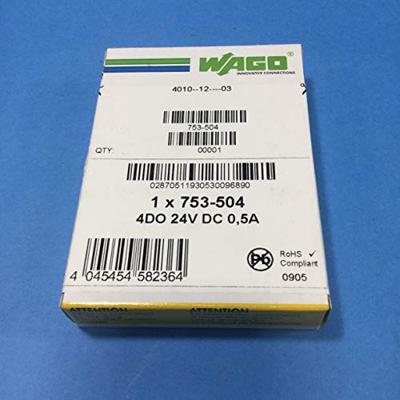 WAGO®
INNOVATIVE CONNECTIONS
4010--12----03
753-504
QTY: 00001
02870511930530096890
1 x 753-504
4DO 24V DC 0,5A
4 045454 582364
Pb
RoHS ✓
Compliant
0905
ATTENTION
ATTENTION